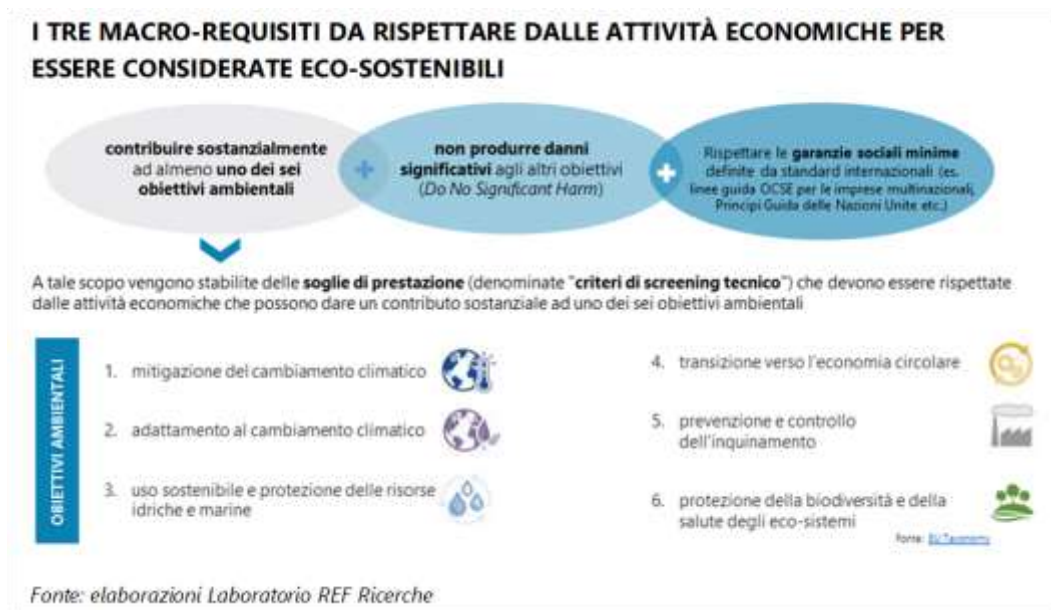 I TRE MACRO-REQUISITI DA RISPETTARE DALLE ATTIVITÀ ECONOMICHE PER
ESSERE CONSIDERATE ECO-SOSTENIBILI
contribuire sostanzialmente
ad almeno uno dei sei
obiettivi ambientali
+
non produrre danni
significativi agli altri obiettivi
(Do No Significant Harm)
+
Rispettare le garanzie sociali minime
definite da standard internazionali (es.
linee guida OCSE per le imprese multinazionali,
Principi Guida delle Nazioni Unite etc.)
A tale scopo vengono stabilite delle soglie di prestazione (denominate "criteri di screening tecnico") che devono essere rispettate
dalle attività economiche che possono dare un contributo sostanziale ad uno dei sei obiettivi ambientali
OBIETTIVI AMBIENTALI
1. mitigazione del cambiamento climatico
2. adattamento al cambiamento climatico
3. uso sostenibile e protezione delle risorse
idriche e marine
4. transizione verso l'economia circolare
5. prevenzione e controllo
dell'inquinamento
6. protezione della biodiversità e della
salute degli eco-sistemi
Fonte: EU Taxonomy
Fonte: elaborazioni Laboratorio REF Ricerche